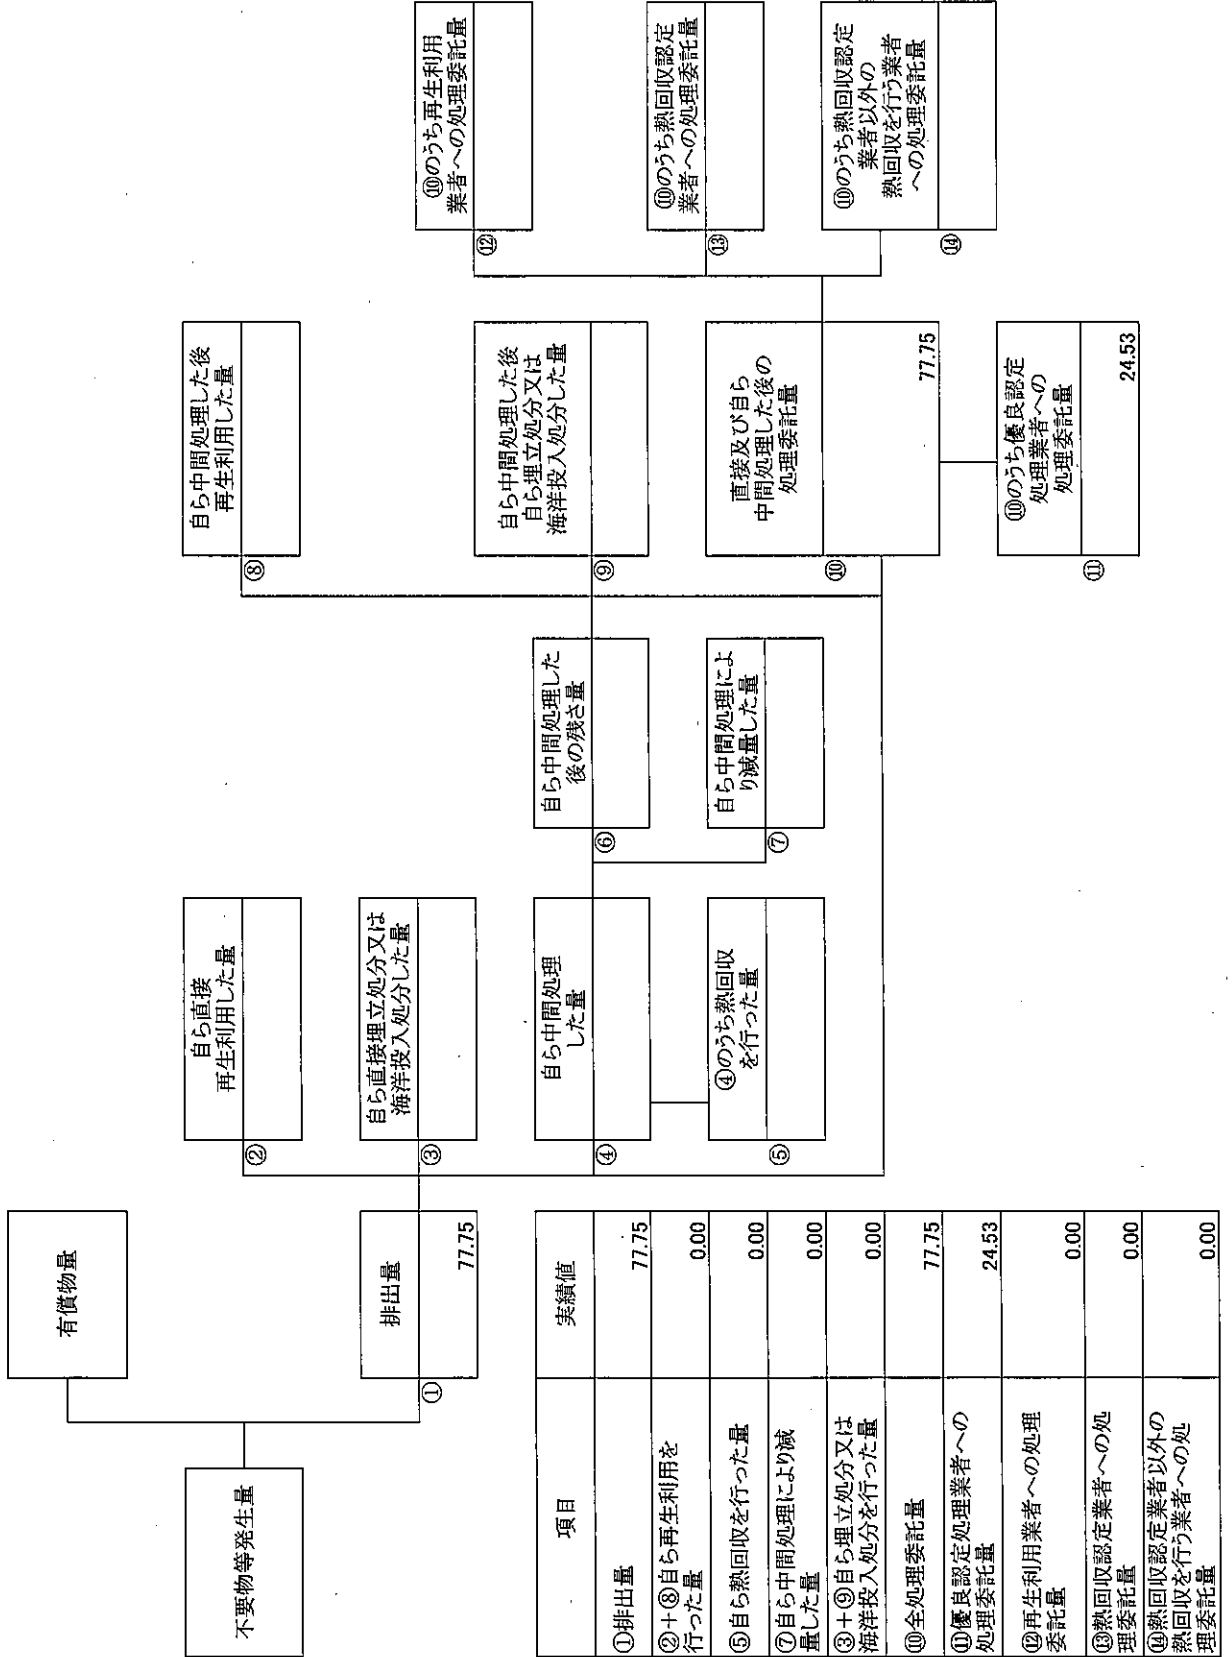 不要物等発生量
有償物量
①
排出量
77.75
②
自ら直接
再生利用した量
③
自ら直接埋立処分又は
海洋投入処分した量
④
自ら中間処理
した量
⑤
④のうち熱回収
を行った量
⑥
自ら中間処理した
後の残さ量
⑦
自ら中間処理によ
り減量した量
⑧
自ら中間処理した後
再生利用した量
⑨
自ら中間処理した後
自ら埋立処分又は
海洋投入処分した量
⑩
直接及び自ら
中間処理した後の
処理委託量
77.75
⑪
⑩のうち優良認定
処理業者への
処理委託量
24.53
⑫
⑩のうち再生利用
業者への処理委託量
⑬
⑩のうち熱回収認定
業者への処理委託量
⑭
⑩のうち熱回収認定
業者以外の
熱回収を行う業者
への処理委託量
項目
実績値
①排出量
77.75
②+⑧自ら再生利用を
行った量
0.00
⑤自ら熱回収を行った量
0.00
⑦自ら中間処理により減
量した量
0.00
③+⑨自ら埋立処分又は
海洋投入処分を行った量
0.00
⑩全処理委託量
77.75
⑪優良認定処理業者への
処理委託量
24.53
⑫再生利用業者への処理
委託量
0.00
⑬熱回収認定業者への処
理委託量
0.00
⑭熱回収認定業者以外の
熱回収を行う業者への処
理委託量
0.00